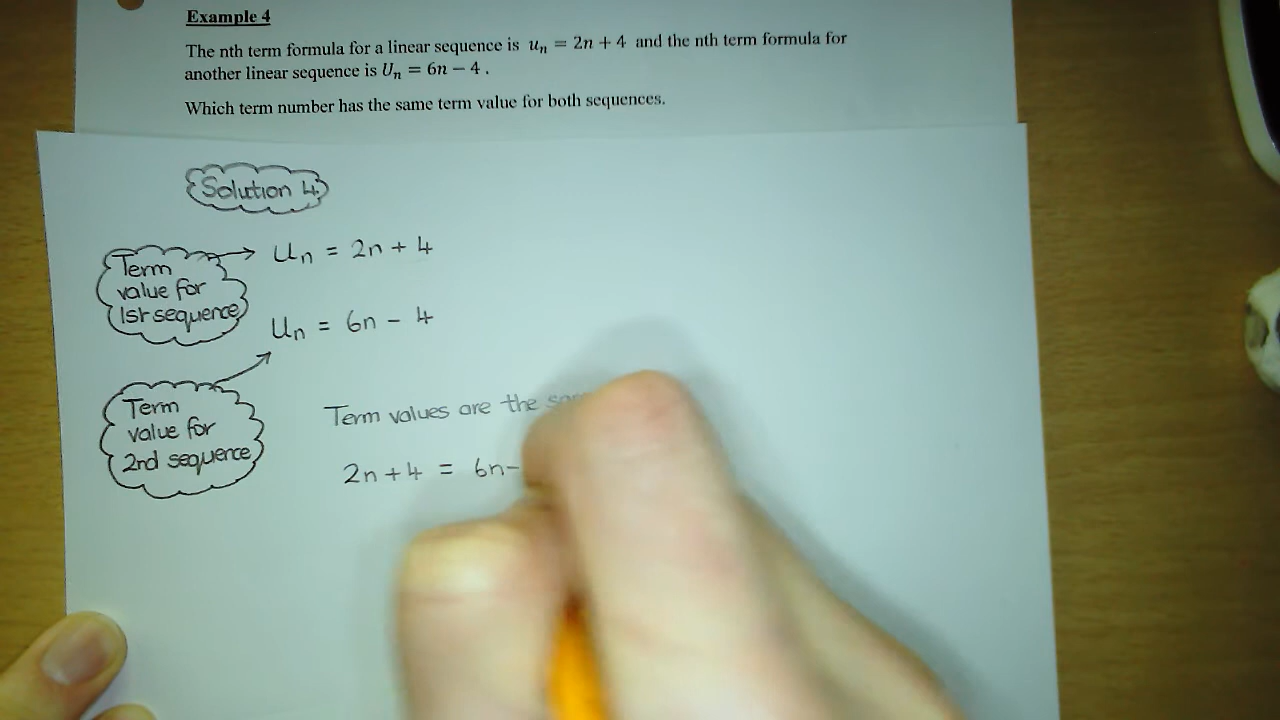 Example 4
The nth term formula for a linear sequence is uₙ = 2n + 4 and the nth term formula for
another linear sequence is Uₙ = 6n − 4 .
Which term number has the same term value for both sequences.
Solution 4
Term
value for
1st sequence
Uₙ = 2n + 4
Uₙ = 6n − 4
Term
value for
2nd sequence
Term values are the
2n + 4 = 6n −